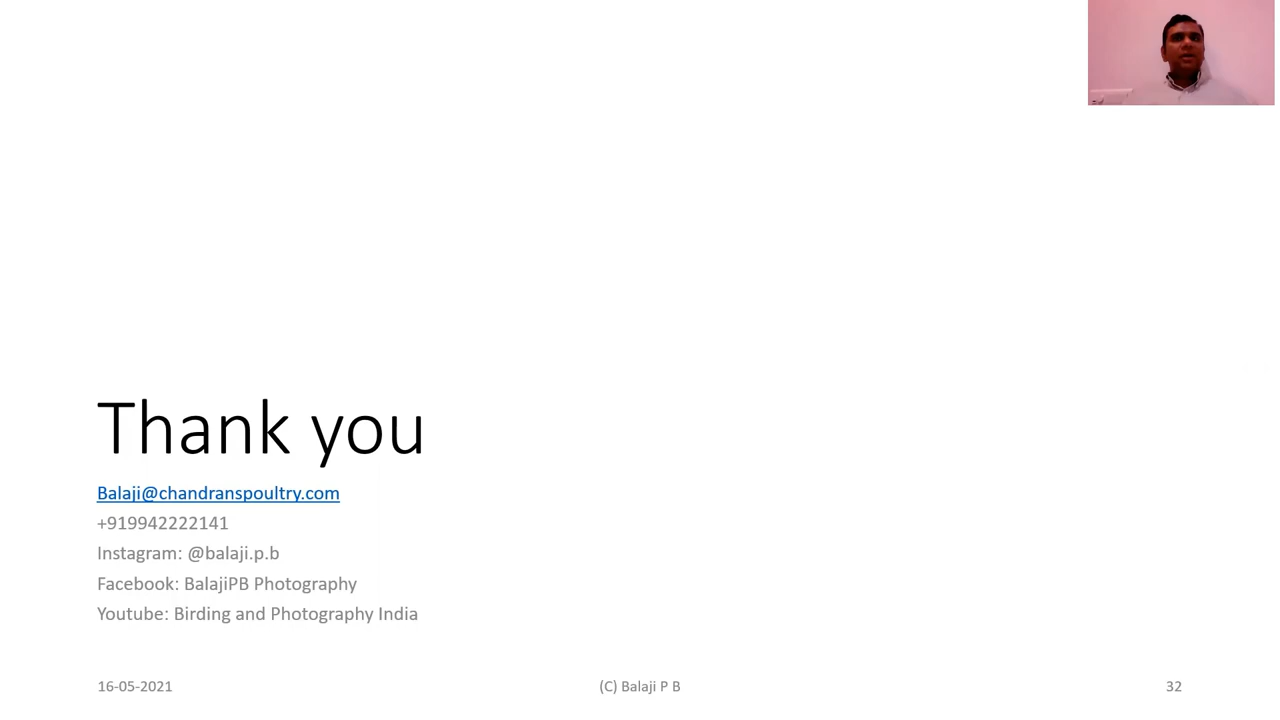 Thank you
Balaji@chandranspoultry.com
+919942222141
Instagram: @balaji.p.b
Facebook: BalajiPB Photography
Youtube: Birding and Photography India
16-05-2021
(C) Balaji P B
32